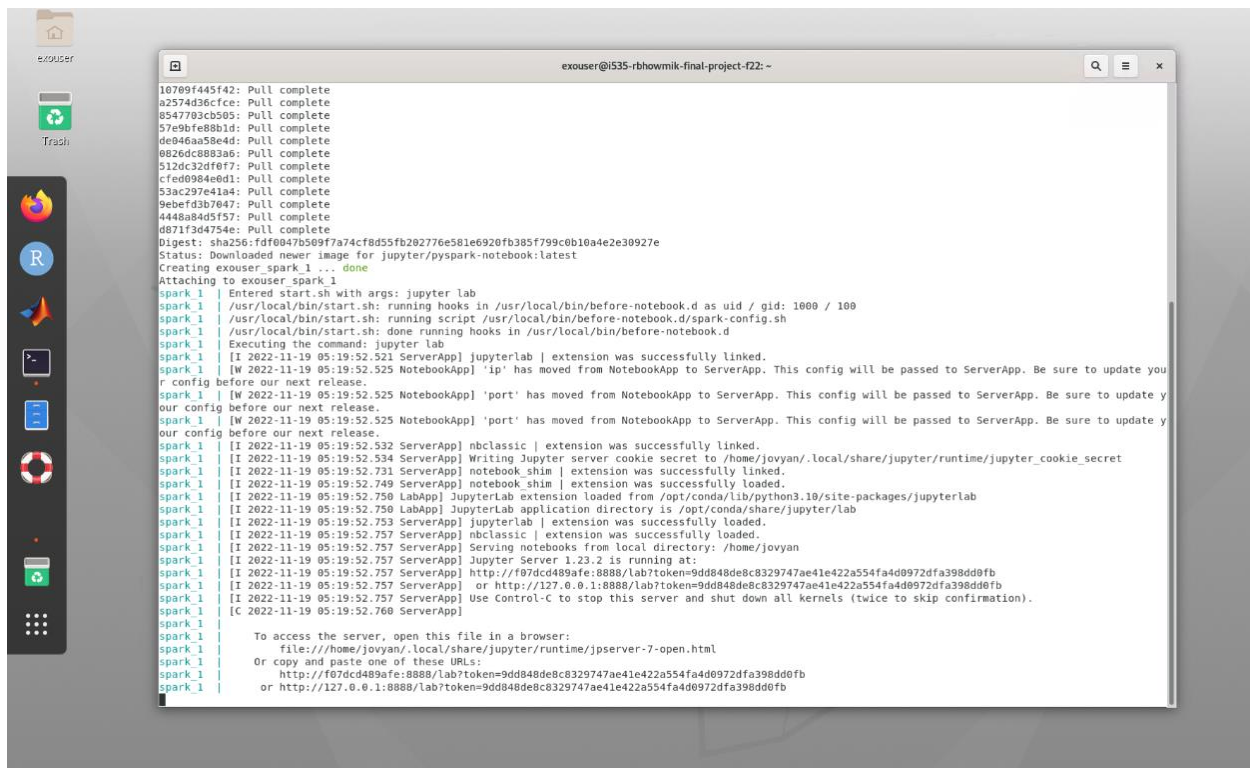 exouser
Trash
exouser@i535-rbhowmik-final-project-f22: ~
10709f445f42: Pull complete
a2574d36cfce: Pull complete
8547703cb505: Pull complete
57e9bfe88b1d: Pull complete
de046aa58e4d: Pull complete
0826dc8883a6: Pull complete
512dc32df0f7: Pull complete
cfed0984e0d1: Pull complete
53ac297e41a4: Pull complete
9ebefd3b7047: Pull complete
4448a84d5f57: Pull complete
d871f3d4754e: Pull complete
Digest: sha256:fdf0047b509f7a74cf8d55fb202776e581e6920fb385f799c0b10a4e2e30927e
Status: Downloaded newer image for jupyter/pyspark-notebook:latest
Creating exouser_spark_1 ... done
Attaching to exouser_spark_1
spark_1 | Entered start.sh with args: jupyter lab
spark_1 | /usr/local/bin/start.sh: running hooks in /usr/local/bin/before-notebook.d as uid / gid: 1000 / 100
spark_1 | /usr/local/bin/start.sh: running script /usr/local/bin/before-notebook.d/spark-config.sh
spark_1 | /usr/local/bin/start.sh: done running hooks in /usr/local/bin/before-notebook.d
spark_1 | Executing the command: jupyter lab
spark_1 | [I 2022-11-19 05:19:52.521 ServerApp] jupyterlab | extension was successfully linked.
spark_1 | [W 2022-11-19 05:19:52.525 NotebookApp] 'ip' has moved from NotebookApp to ServerApp. This config will be passed to ServerApp. Be sure to update you
r config before our next release.
spark_1 | [W 2022-11-19 05:19:52.525 NotebookApp] 'port' has moved from NotebookApp to ServerApp. This config will be passed to ServerApp. Be sure to update y
our config before our next release.
spark_1 | [W 2022-11-19 05:19:52.525 NotebookApp] 'port' has moved from NotebookApp to ServerApp. This config will be passed to ServerApp. Be sure to update y
our config before our next release.
spark_1 | [I 2022-11-19 05:19:52.532 ServerApp] nbclassic | extension was successfully linked.
spark_1 | [I 2022-11-19 05:19:52.534 ServerApp] Writing Jupyter server cookie secret to /home/jovyan/.local/share/jupyter/runtime/jupyter_cookie_secret
spark_1 | [I 2022-11-19 05:19:52.731 ServerApp] notebook_shim | extension was successfully linked.
spark_1 | [I 2022-11-19 05:19:52.749 ServerApp] notebook_shim | extension was successfully loaded.
spark_1 | [I 2022-11-19 05:19:52.750 LabApp] JupyterLab extension loaded from /opt/conda/lib/python3.10/site-packages/jupyterlab
spark_1 | [I 2022-11-19 05:19:52.750 LabApp] JupyterLab application directory is /opt/conda/share/jupyter/lab
spark_1 | [I 2022-11-19 05:19:52.753 ServerApp] jupyterlab | extension was successfully loaded.
spark_1 | [I 2022-11-19 05:19:52.757 ServerApp] nbclassic | extension was successfully loaded.
spark_1 | [I 2022-11-19 05:19:52.757 ServerApp] Serving notebooks from local directory: /home/jovyan
spark_1 | [I 2022-11-19 05:19:52.757 ServerApp] Jupyter Server 1.23.2 is running at:
spark_1 | [I 2022-11-19 05:19:52.757 ServerApp] http://f07dcd489afe:8888/lab?token=9dd848de8c8329747ae41e422a554fa4d0972dfa398dd0fb
spark_1 | [I 2022-11-19 05:19:52.757 ServerApp]  or http://127.0.0.1:8888/lab?token=9dd848de8c8329747ae41e422a554fa4d0972dfa398dd0fb
spark_1 | [I 2022-11-19 05:19:52.757 ServerApp] Use Control-C to stop this server and shut down all kernels (twice to skip confirmation).
spark_1 | [C 2022-11-19 05:19:52.760 ServerApp]
spark_1 |
spark_1 |     To access the server, open this file in a browser:
spark_1 |         file:///home/jovyan/.local/share/jupyter/runtime/jpserver-7-open.html
spark_1 |     Or copy and paste one of these URLs:
spark_1 |         http://f07dcd489afe:8888/lab?token=9dd848de8c8329747ae41e422a554fa4d0972dfa398dd0fb
spark_1 |      or http://127.0.0.1:8888/lab?token=9dd848de8c8329747ae41e422a554fa4d0972dfa398dd0fb
R